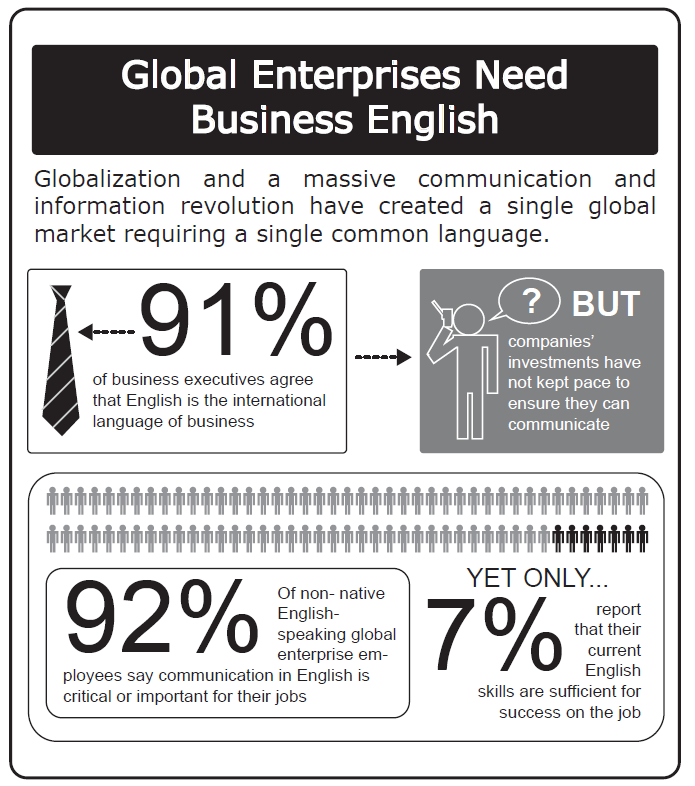 Global Enterprises Need
Business English
Globalization and a massive communication and
information revolution have created a single global
market requiring a single common language.
91%
of business executives agree
that English is the international
language of business
?
BUT
companies’
investments have
not kept pace to
ensure they can
communicate
92%
Of non- native
English-
speaking global
enterprise em-
ployees say communication in English is
critical or important for their jobs
YET ONLY...
7%
report
that their
current
English
skills are sufficient for
success on the job